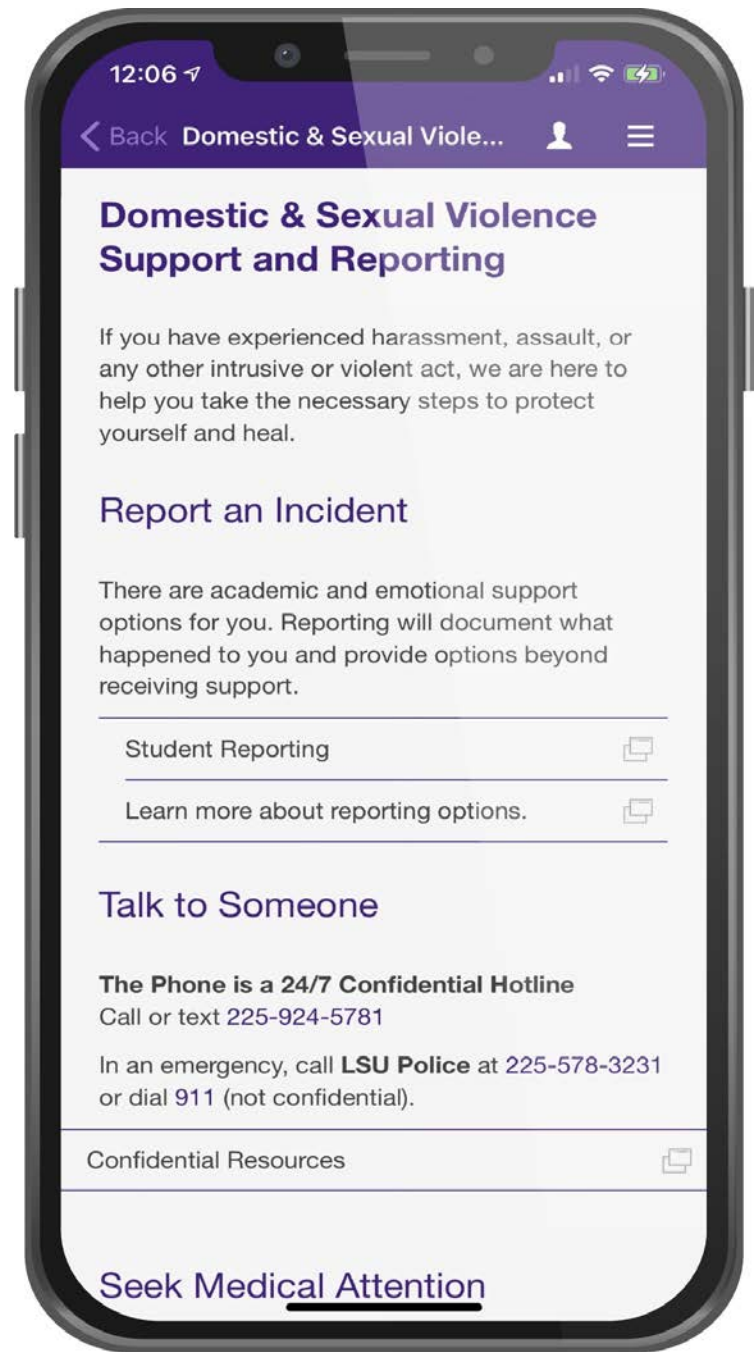 12:06
Back Domestic & Sexual Viole...
Domestic & Sexual Violence
Support and Reporting
If you have experienced harassment, assault, or
any other intrusive or violent act, we are here to
help you take the necessary steps to protect
yourself and heal.
Report an Incident
There are academic and emotional support
options for you. Reporting will document what
happened to you and provide options beyond
receiving support.
Student Reporting
Learn more about reporting options.
Talk to Someone
The Phone is a 24/7 Confidential Hotline
Call or text 225-924-5781
In an emergency, call LSU Police at 225-578-3231
or dial 911 (not confidential).
Confidential Resources
Seek Medical Attention